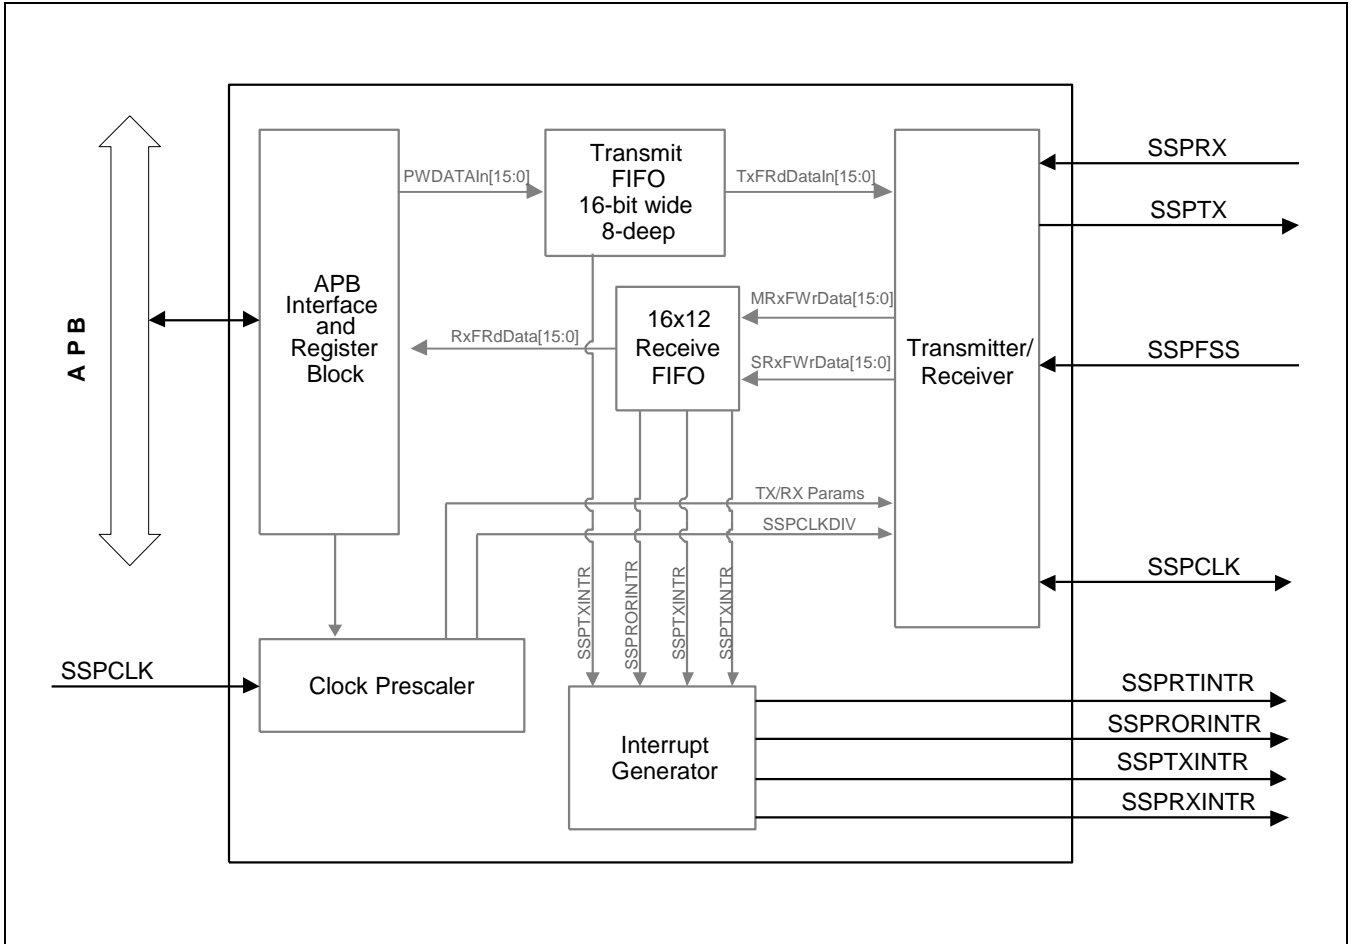 SSPRX
Transmit
FIFO
16-bit wide
8-deep
PWDATAIn[15:0]
TxFRdDataIn[15:0]
SSPTX
APB
Interface
and
Register
Block
MRxFWrData[15:0]
16x12
Receive
FIFO
RxFRdData[15:0]
SRxFWrData[15:0]
Transmitter/
Receiver
SSPFSS
APB
TX/RX Params
SSPCLKDIV
SSPCLK
SSPTXINTR
SSPRORINTR
SSPTXINTR
SSPTXINTR
SSPCLK
Clock Prescaler
SSPRTINTR
SSPRORINTR
Interrupt
Generator
SSPTXINTR
SSPRXINTR